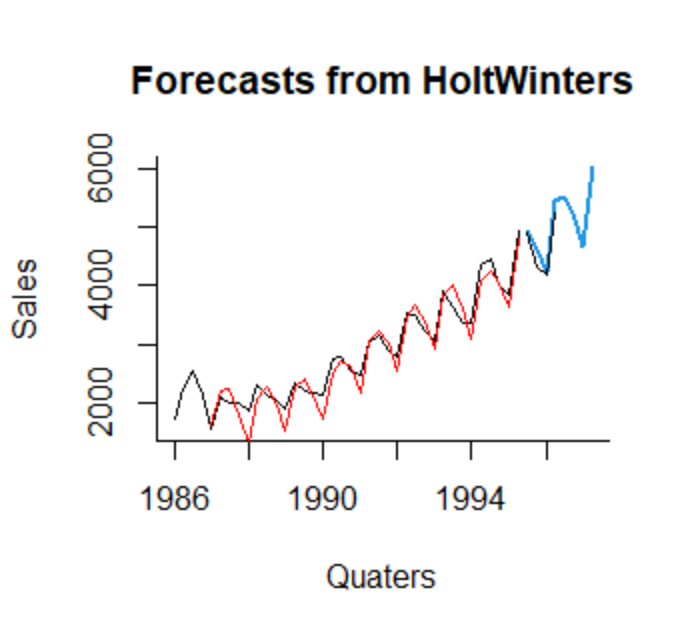 Forecasts from HoltWinters
6000
4000
2000
Sales
1986 1990 1994
Quaters